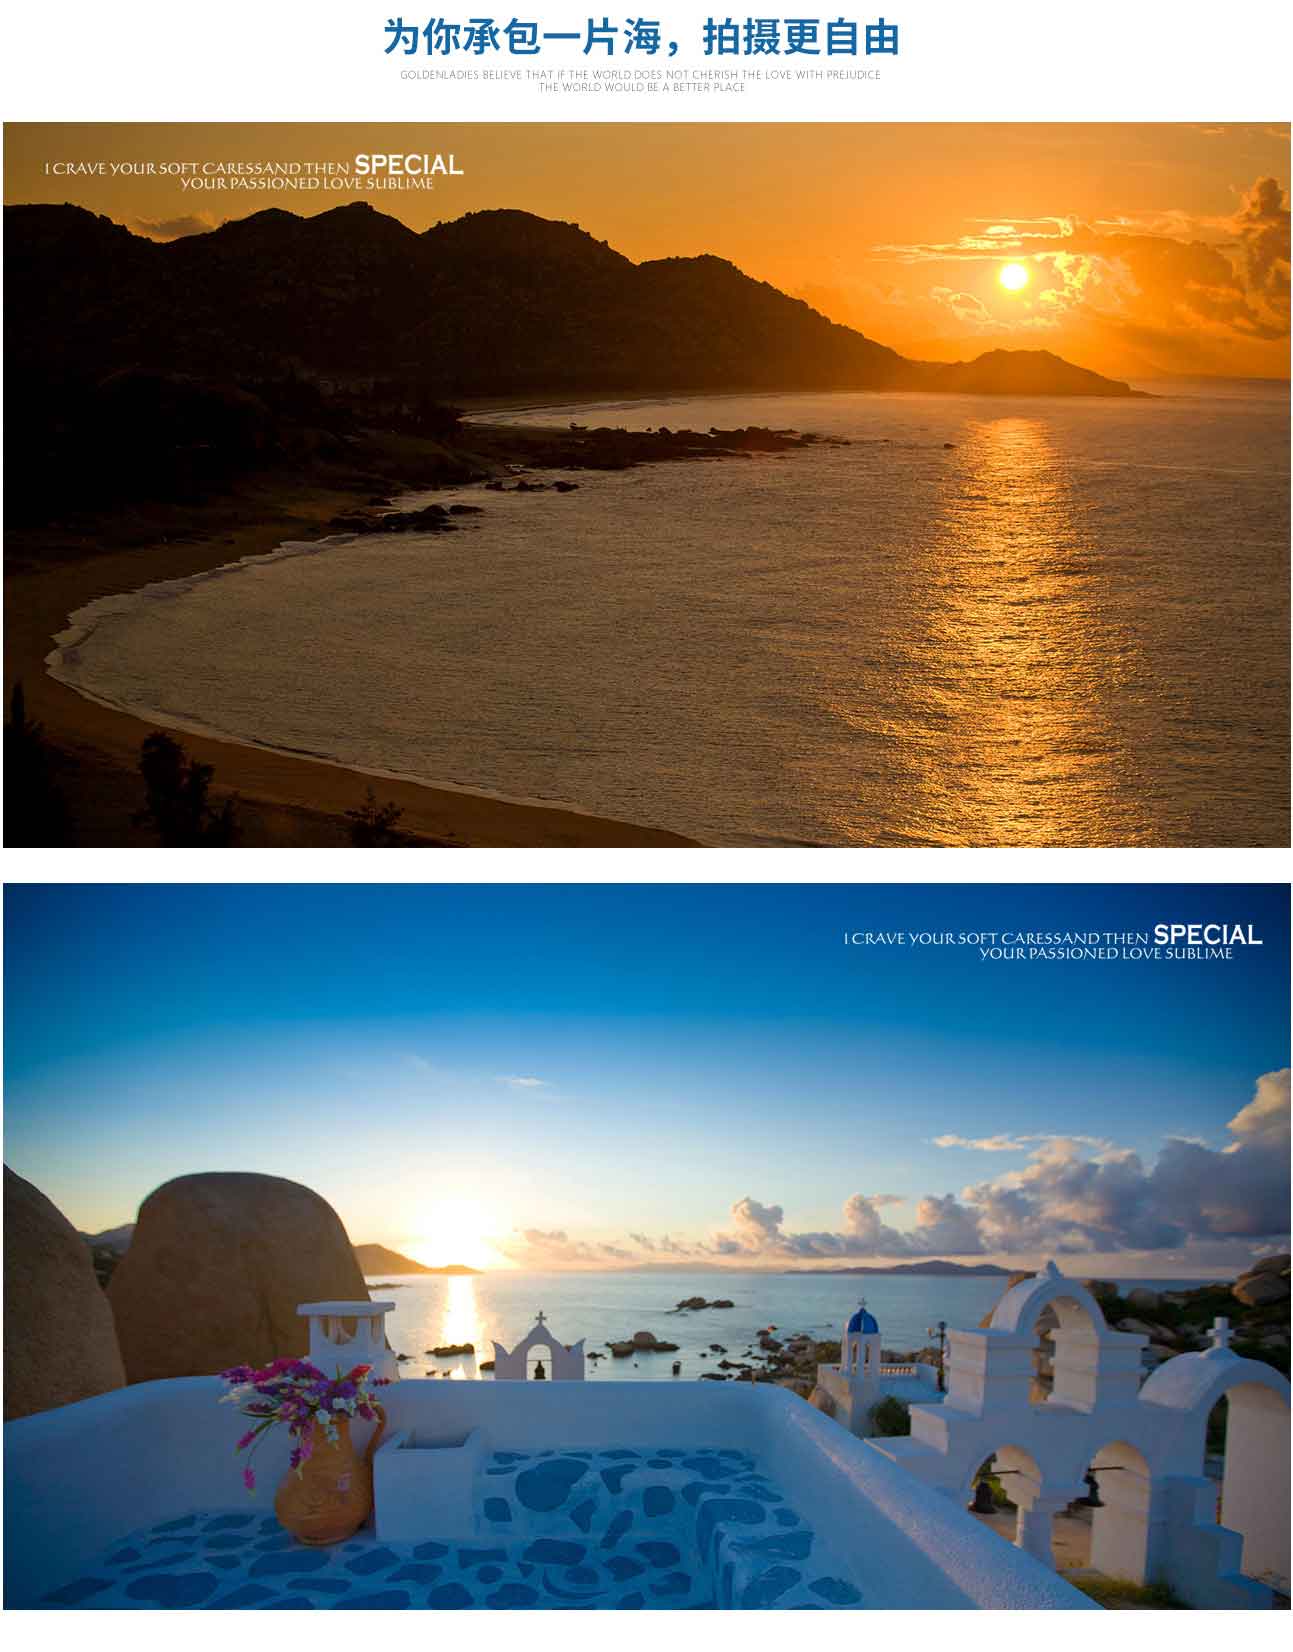 为你承包一片海，拍摄更自由
GOLDENLADIES BELIEVE THAT IF THE WORLD DOES NOT CHERISH THE LOVE WITH PREJUDICE
THE WORLD WOULD BE A BETTER PLACE
I CRAVE YOUR SOFT CARESSAND THEN SPECIAL
YOUR PASSIONED LOVE SUBLIME
I CRAVE YOUR SOFT CARESSAND THEN SPECIAL
YOUR PASSIONED LOVE SUBLIME